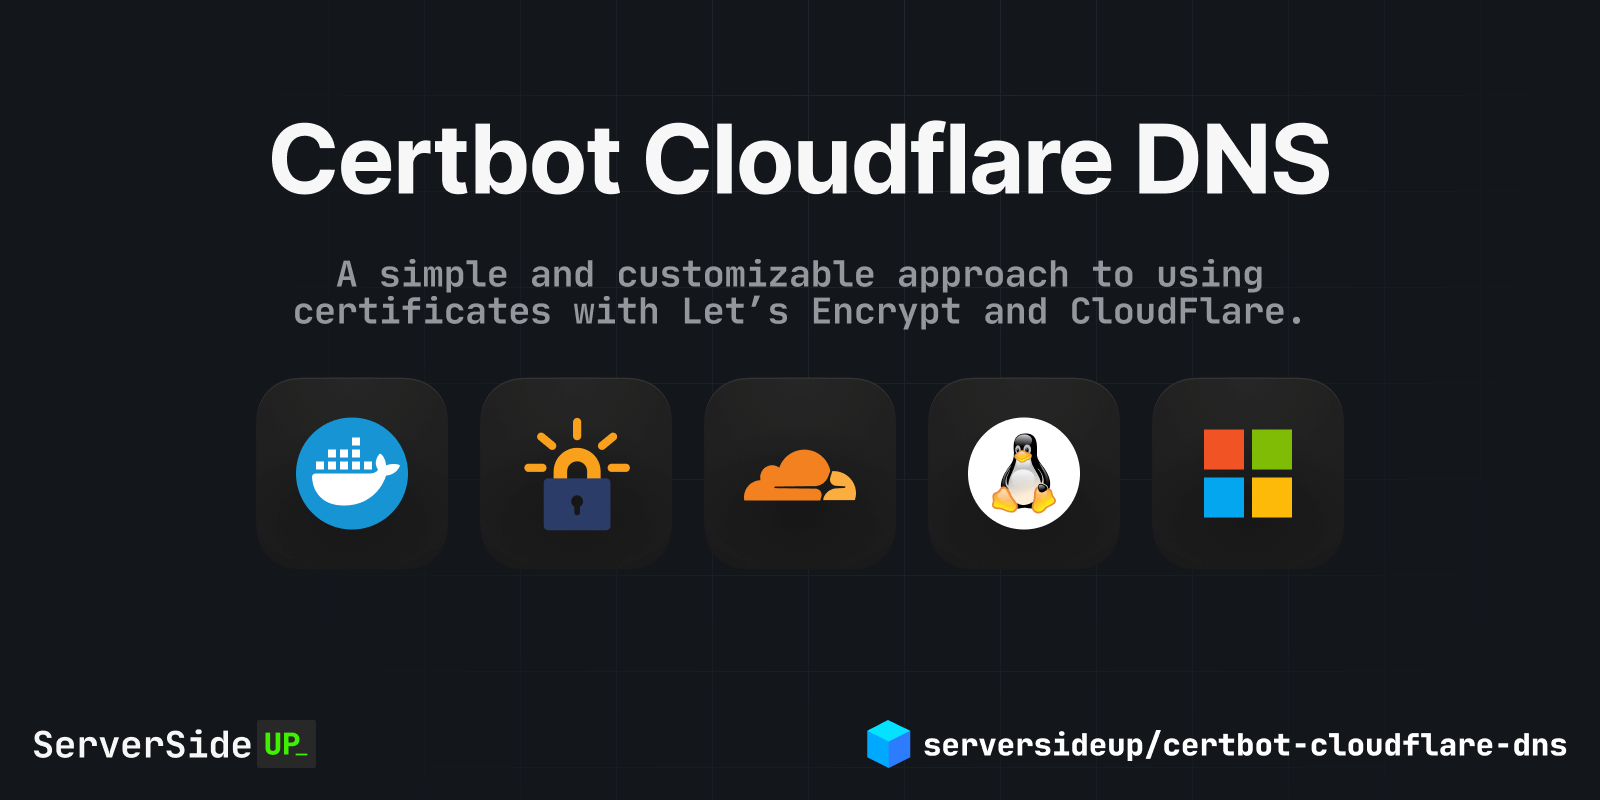 Certbot Cloudflare DNS
A simple and customizable approach to using
certificates with Let’s Encrypt and CloudFlare.
ServerSide UP_
serversideup/certbot-cloudflare-dns